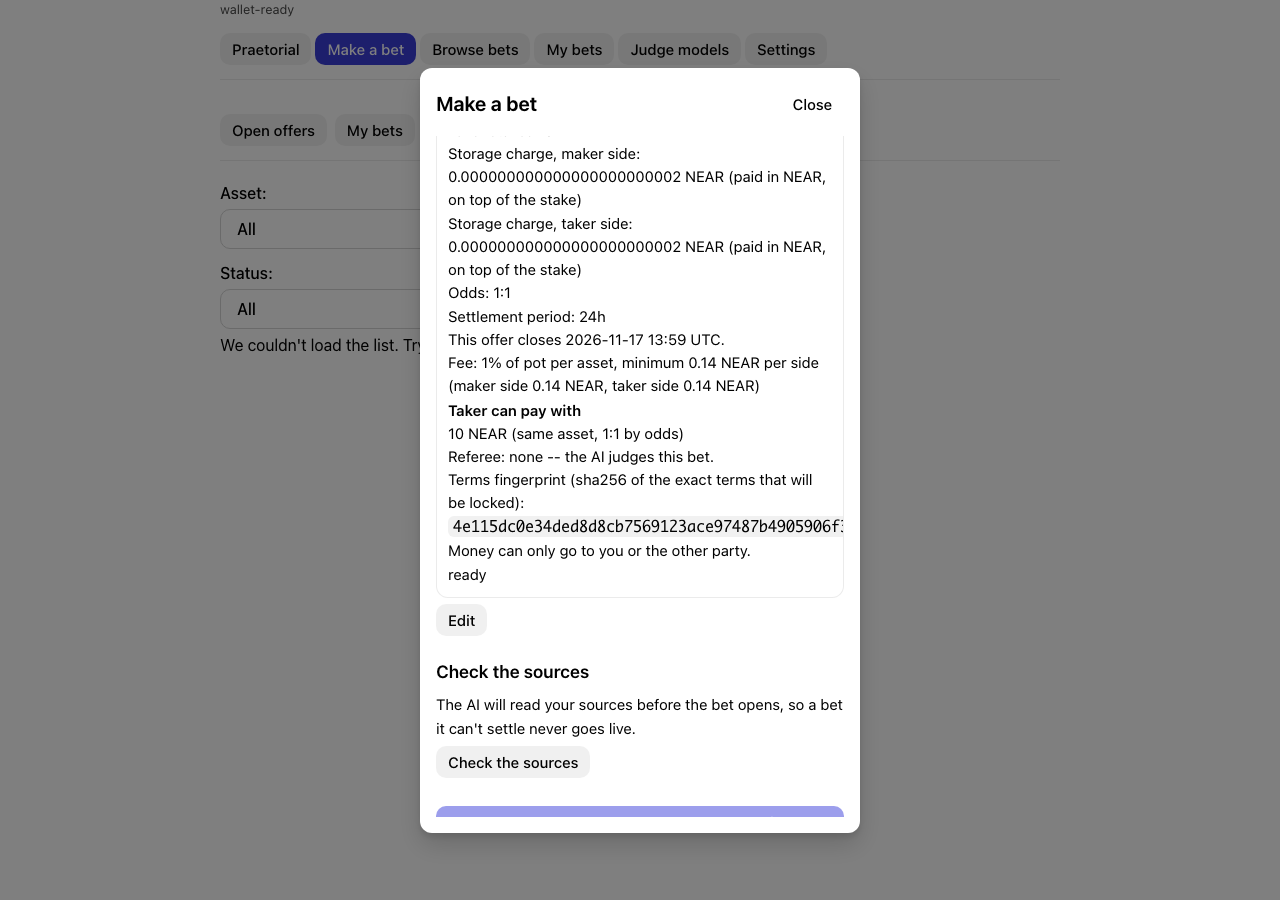 wallet-ready
Praetorial Make a bet Browse bets My bets Judge models Settings
Make a bet Close
Open offers My bets
Asset:
All
Status:
All
We couldn't load the list. Try
Storage charge, maker side:
0.000000000000000000000002 NEAR (paid in NEAR,
on top of the stake)
Storage charge, taker side:
0.000000000000000000000002 NEAR (paid in NEAR,
on top of the stake)
Odds: 1:1
Settlement period: 24h
This offer closes 2026-11-17 13:59 UTC.
Fee: 1% of pot per asset, minimum 0.14 NEAR per side
(maker side 0.14 NEAR, taker side 0.14 NEAR)
Taker can pay with
10 NEAR (same asset, 1:1 by odds)
Referee: none -- the AI judges this bet.
Terms fingerprint (sha256 of the exact terms that will
be locked):
4e115dc0e34ded8d8cb7569123ace97487b4905906f3
Money can only go to you or the other party.
ready
Edit
Check the sources
The AI will read your sources before the bet opens, so a bet
it can't settle never goes live.
Check the sources